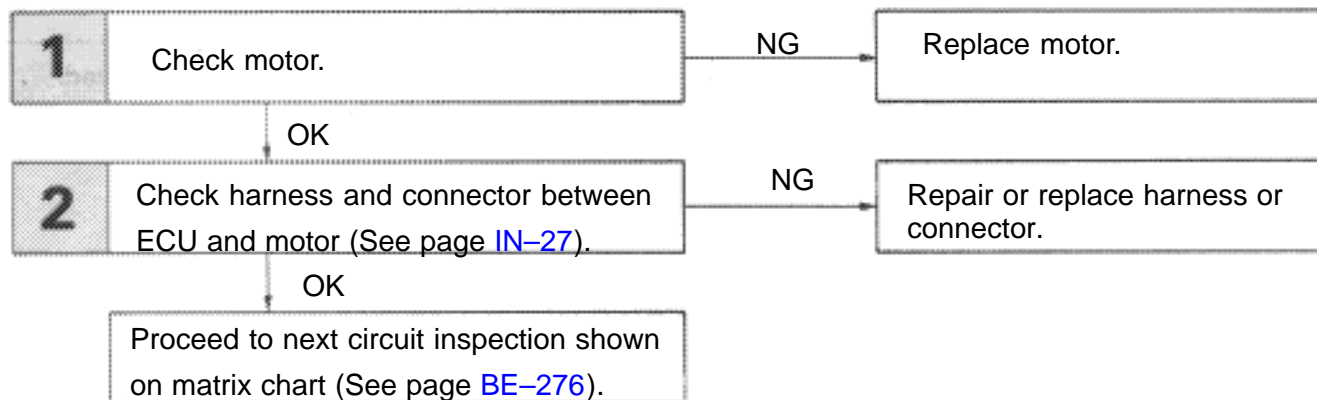 1
Check motor.
NG
Replace motor.
OK
2
Check harness and connector between
ECU and motor (See page IN–27).
NG
Repair or replace harness or
connector.
OK
Proceed to next circuit inspection shown
on matrix chart (See page BE–276).